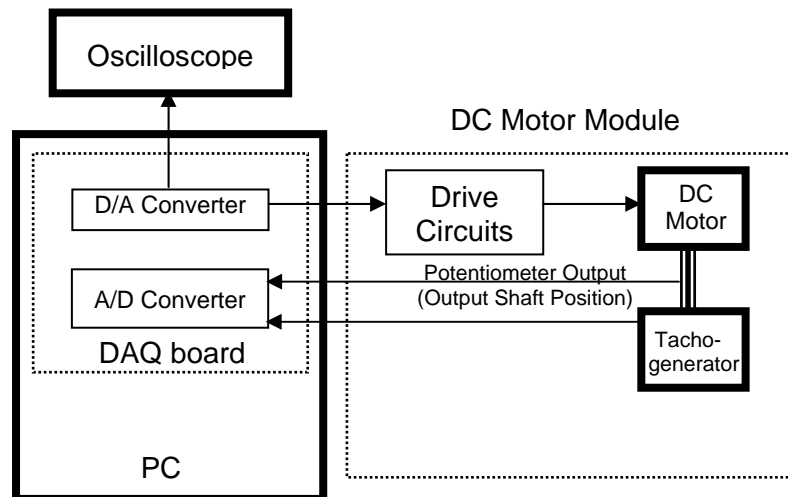 Oscilloscope
DC Motor Module
D/A Converter
Drive
Circuits
DC
Motor
Potentiometer Output
(Output Shaft Position)
A/D Converter
DAQ board
Tacho-
generator
PC